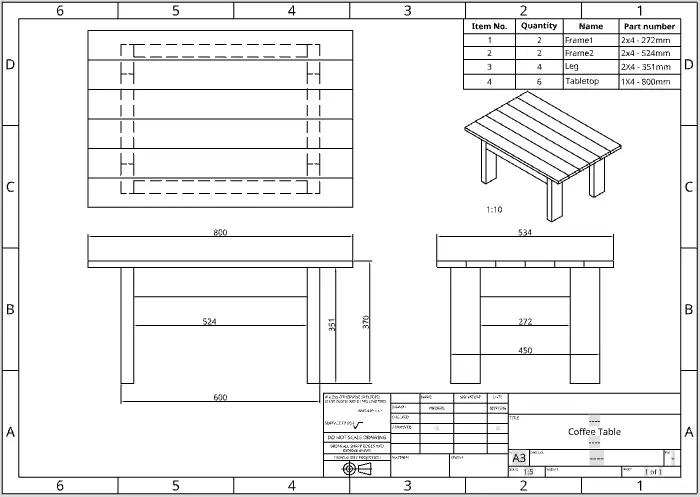 6 5 4 3 2 1
Item No. Quantity Name Part number
1 2 Frame1 2x4 - 272mm
2 2 Frame2 2x4 - 524mm
3 4 Leg 2X4 - 351mm
4 6 Tabletop 1X4 - 800mm
D D
C C
1:10
800 534
B B
524 351 370 272
450
600
A A
DO NOT SCALE DRAWING
TITLE
Coffee Table
A3
1:5 1 of 1
6 5 4 3 2 1